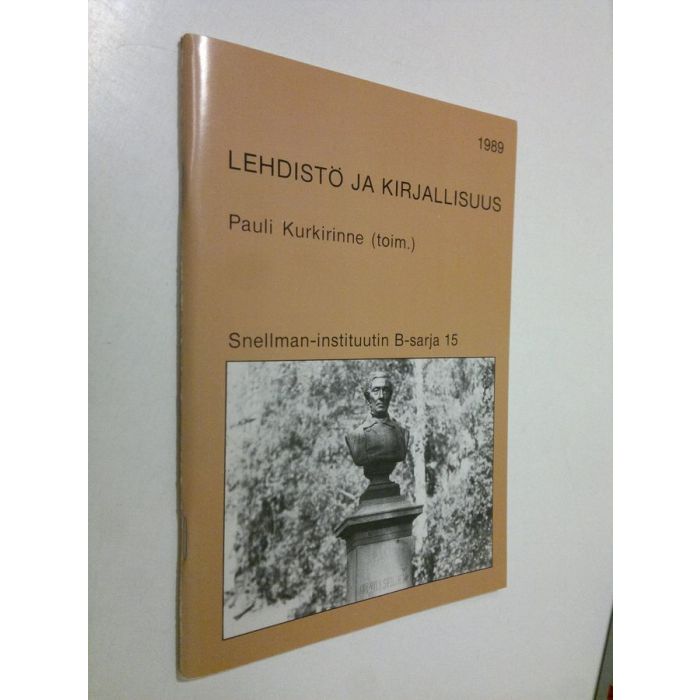 1989
LEHDISTÖ JA KIRJALLISUUS
Pauli Kurkirinne (toim.)
Snellman-instituutin B-sarja 15